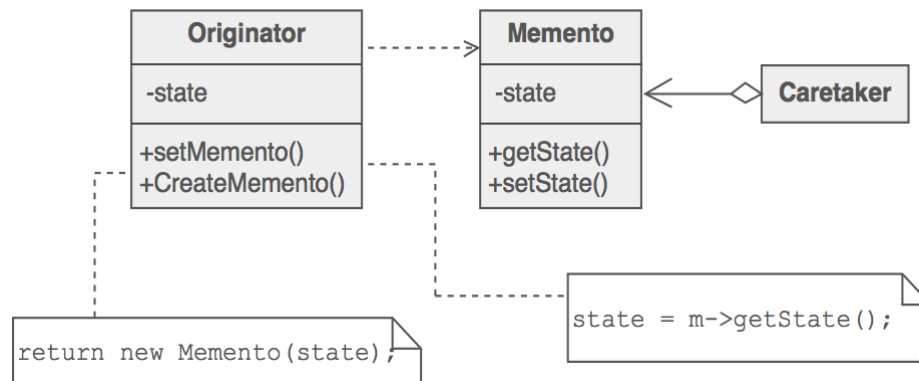 Originator
-state
+setMemento()
+CreateMemento()
Memento
-state
+getState()
+setState()
Caretaker
return new Memento(state);
state = m->getState();